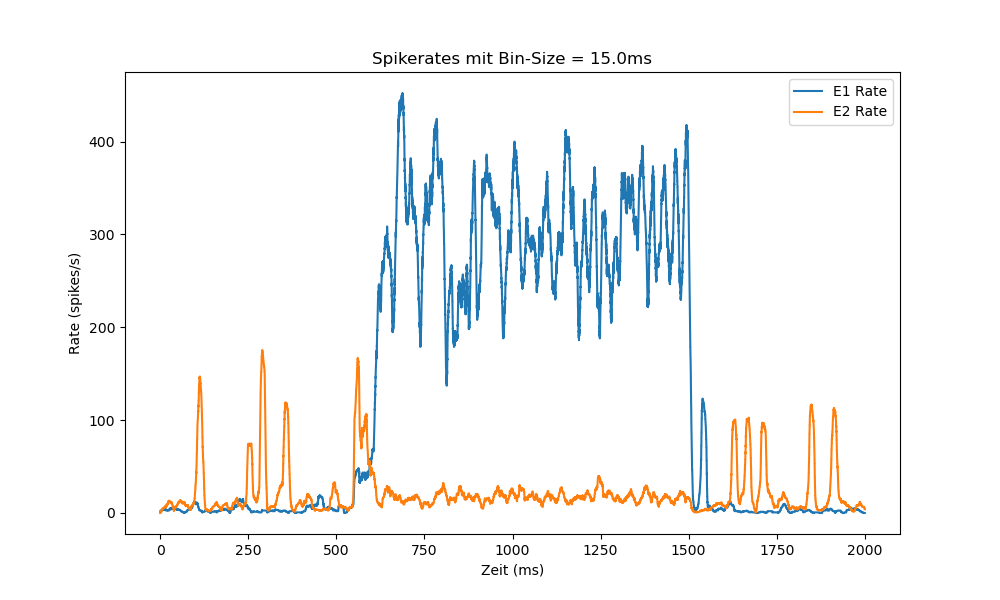 Spikerates mit Bin-Size = 15.0ms
E1 Rate
E2 Rate
Rate (spikes/s)
400
300
200
100
0
0 250 500 750 1000 1250 1500 1750 2000
Zeit (ms)